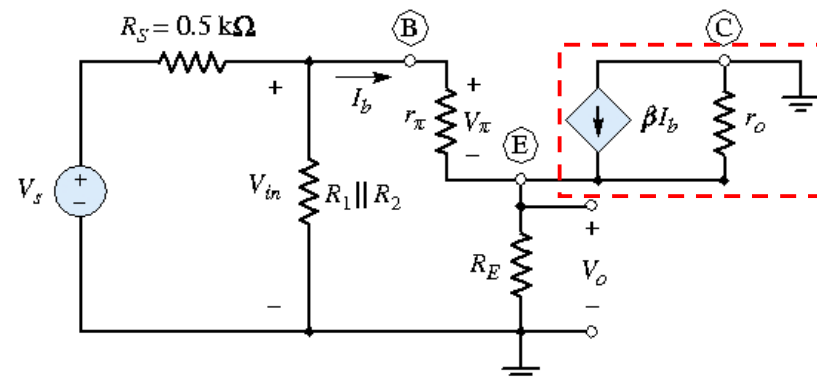 R_S = 0.5 kΩ
B
C
+
I_b
+
r_π
V_π
−
E
βI_b
r_o
V_s
+
−
V_in
R_1 || R_2
+
R_E
V_o
−
−